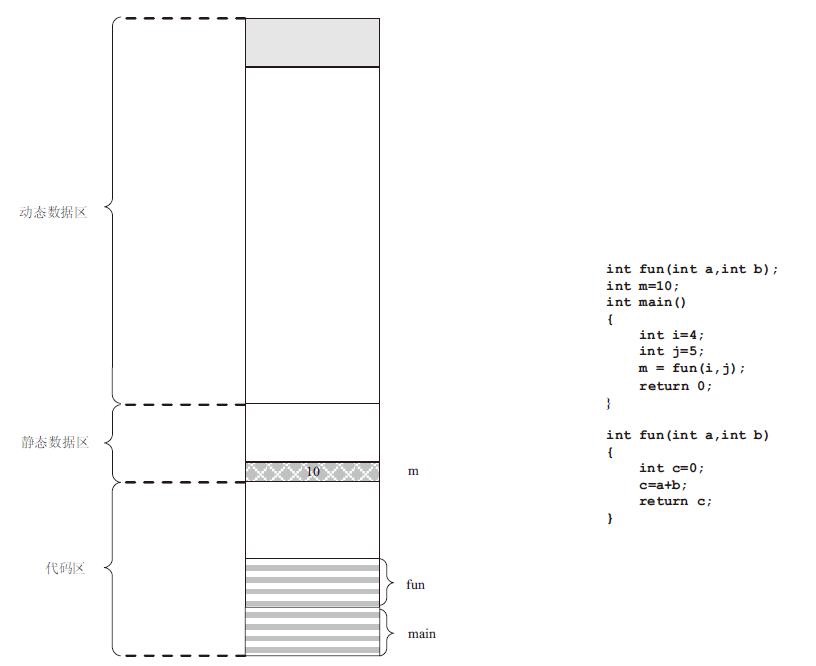 动态数据区
静态数据区
10
m
代码区
fun
main
int fun(int a,int b);
int m=10;
int main()
{
    int i=4;
    int j=5;
    m = fun(i,j);
    return 0;
}
int fun(int a,int b)
{
    int c=0;
    c=a+b;
    return c;
}